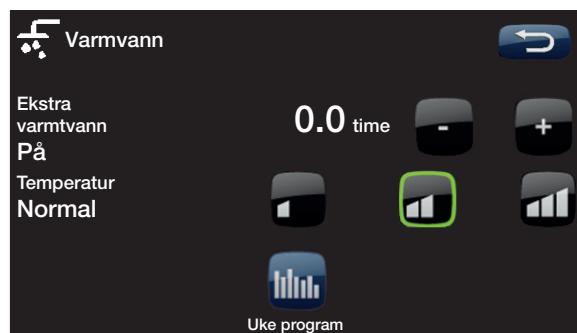 Varmvann
Ekstra
varmtvann
0.0 time
-
+
På
Temperatur
Normal
Uke program